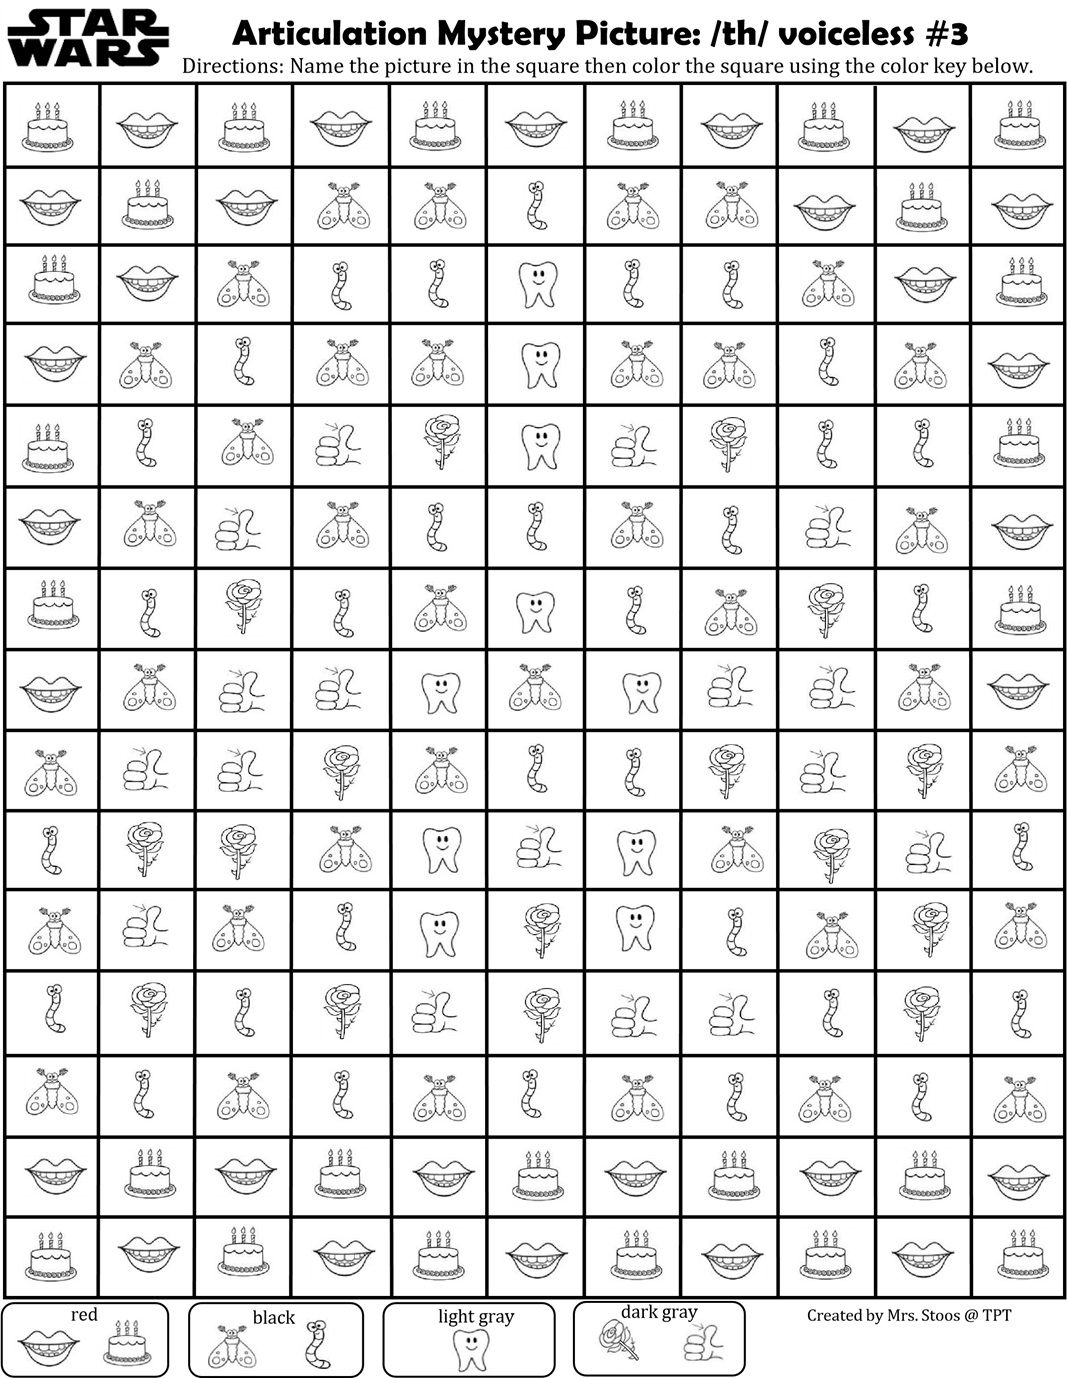 STAR
WARS
Articulation Mystery Picture: /th/ voiceless #3
Directions: Name the picture in the square then color the square using the color key below.
red
black
light gray
dark gray
Created by Mrs. Stoos @ TPT